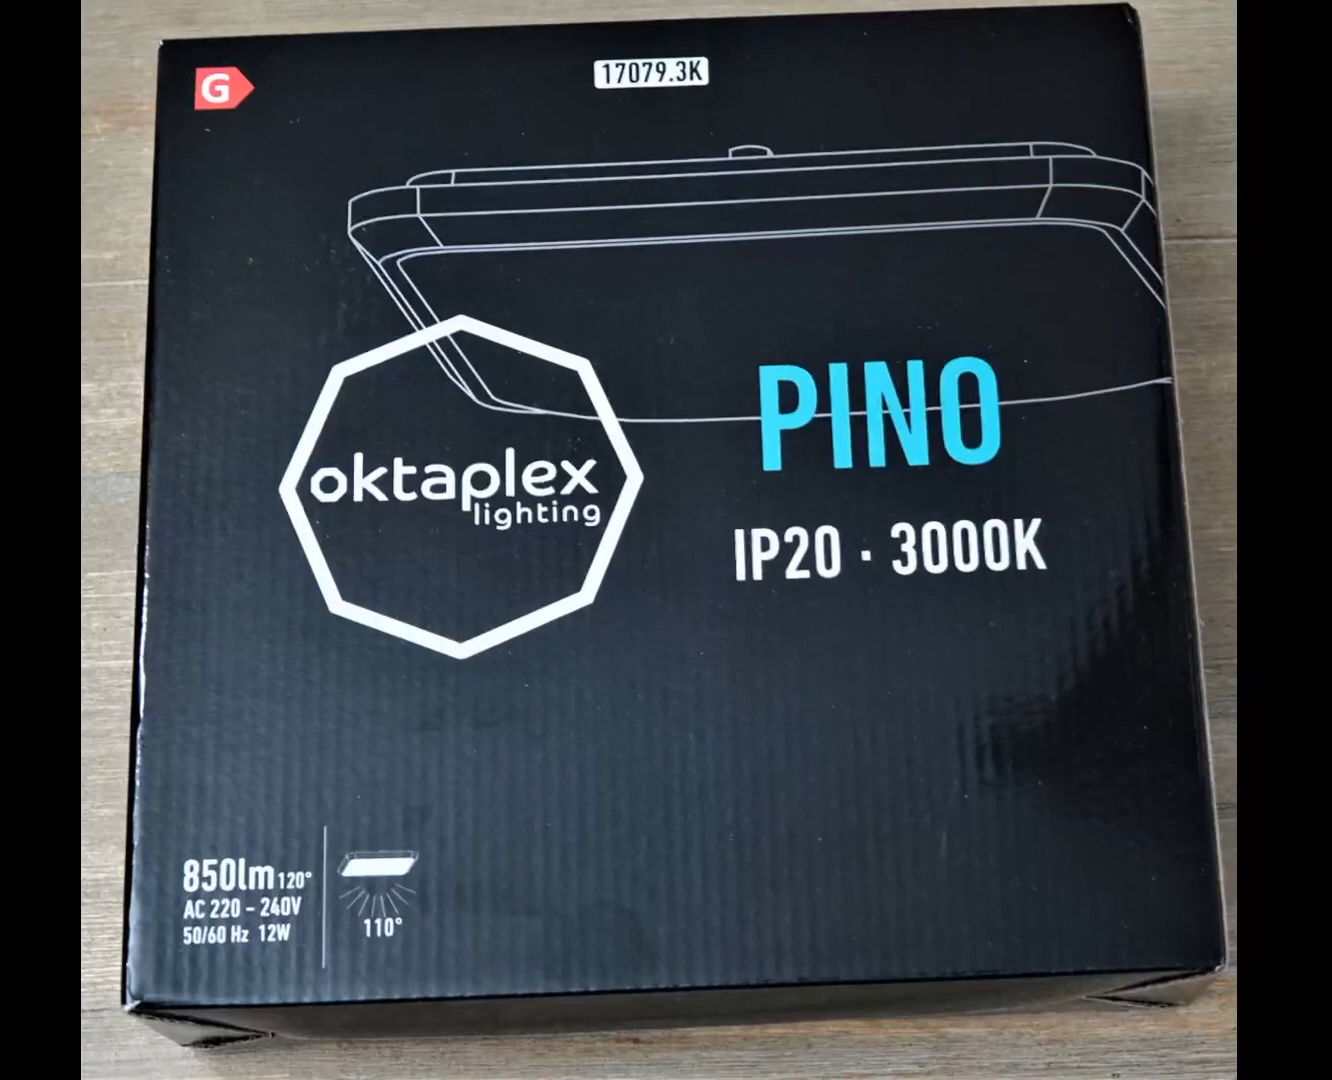 G
17079.3K
oktaplex
lighting
PINO
IP20 · 3000K
850lm 120°
AC 220 - 240V
50/60 Hz 12W
110°